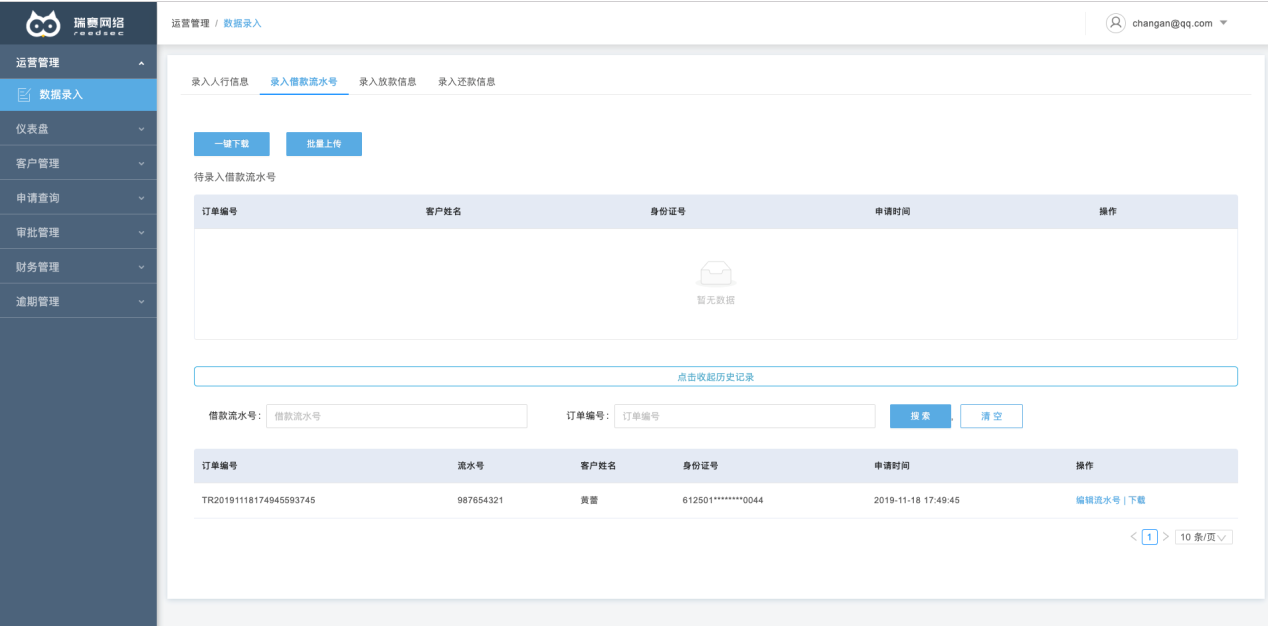 瑞赛网络
reedsec
运营管理 / 数据录入
changan@qq.com
运营管理
数据录入
仪表盘
客户管理
申请查询
审批管理
财务管理
逾期管理
录入人行信息 录入借款流水号 录入放款信息 录入还款信息
一键下载 批量上传
待录入借款流水号
订单编号 客户姓名 身份证号 申请时间 操作
暂无数据
点击收起历史记录
借款流水号: 借款流水号 订单编号: 订单编号 搜索 清空
订单编号 流水号 客户姓名 身份证号 申请时间 操作
TR20191118174945593745 987654321 黄蕾 612501********0044 2019-11-18 17:49:45 编辑流水号 | 下载
< 1 > 10 条/页